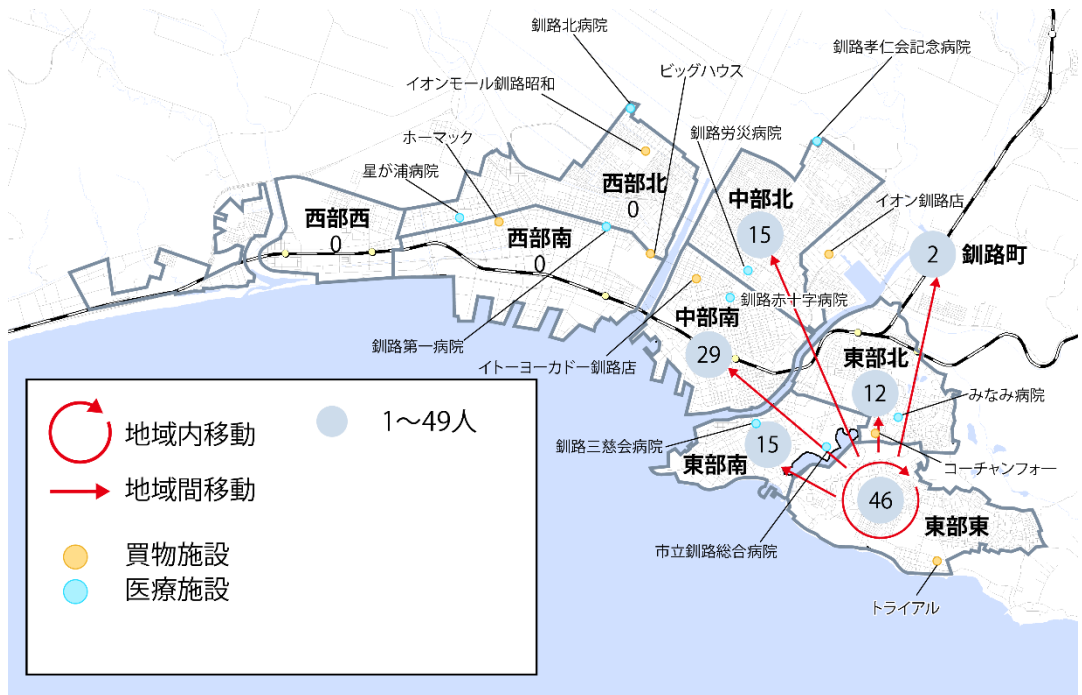 釧路北病院
釧路孝仁会記念病院
ビッグハウス
イオンモール釧路昭和
釧路労災病院
ホーマック
星が浦病院
西部北
0
中部北
15
イオン釧路店
西部西
0
西部南
0
2
釧路町
釧路赤十字病院
中部南
29
釧路第一病院
イトーヨーカドー釧路店
東部北
12
みなみ病院
釧路三慈会病院
15
東部南
コーチャンフォー
46
東部東
市立釧路総合病院
トライアル
地域内移動
1～49人
地域間移動
買物施設
医療施設